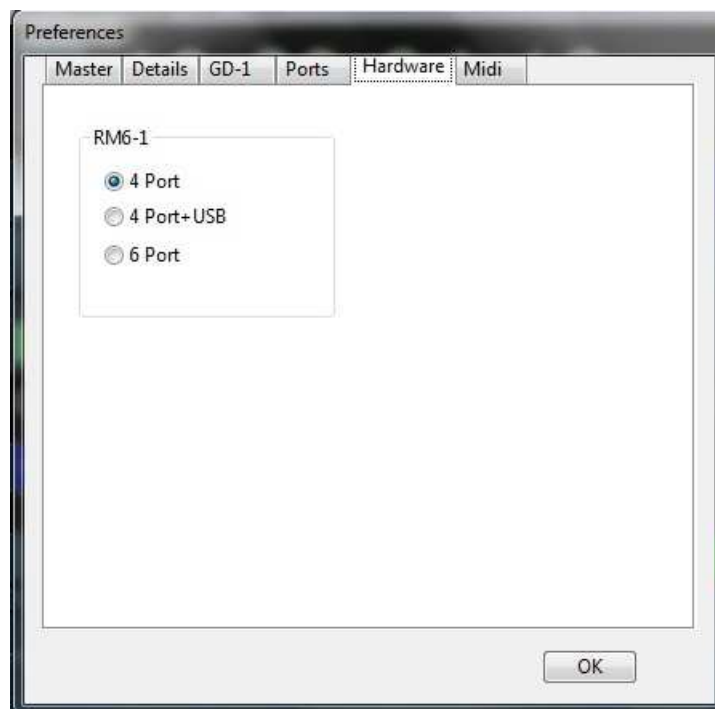 Preferences
Master Details GD-1 Ports Hardware Midi
RM6-1
4 Port
4 Port+USB
6 Port
OK